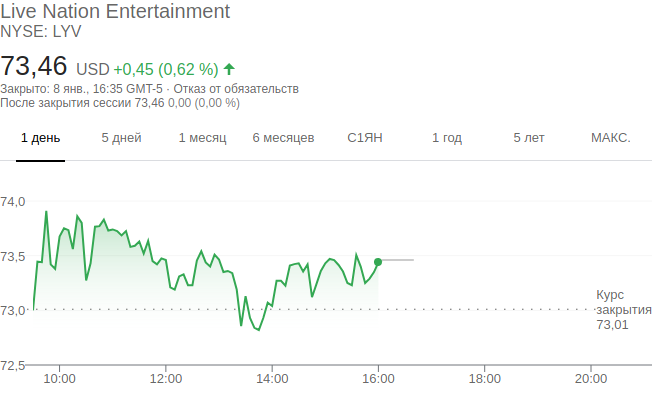 Live Nation Entertainment
NYSE: LYV
73,46 USD +0,45 (0,62 %)
Закрыто: 8 янв., 16:35 GMT-5 · Отказ от обязательств
После закрытия сессии 73,46 0,00 (0,00 %)
1 день 5 дней 1 месяц 6 месяцев С1ЯН 1 год 5 лет МАКС.
74,0
73,5
73,0
72,5
Курс
закрытия
73,01
10:00 12:00 14:00 16:00 18:00 20:00